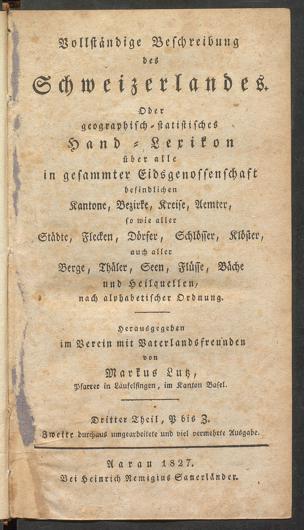 Vollständige Beschreibung
des
Schweizerlandes.
Oder
geographisch-statistisches
Hand-Lexikon
über alle
in gesammter Eidsgenossenschaft
befindlichen
Kantone, Bezirke, Kreise, Aemter,
so wie aller
Städte, Flecken, Dörfer, Schlösser, Klöster,
auch aller
Berge, Thäler, Seen, Flüsse, Bäche
und Heilquellen,
nach alphabetischer Ordnung.
Herausgegeben
im Verein mit Vaterlandsfreunden
von
Markus Lutz,
Pfarrer in Läufelfingen, im Kanton Basel.
Dritter Theil, P bis Z.
Zweite durchaus umgearbeitete und viel vermehrte Ausgabe.
Aarau 1827.
Bei Heinrich Remigius Sauerländer.